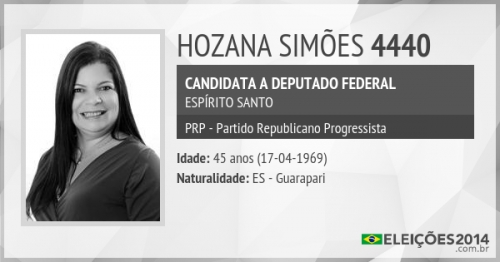 HOZANA SIMÕES 4440
CANDIDATA A DEPUTADO FEDERAL
ESPÍRITO SANTO
PRP - Partido Republicano Progressista
Idade: 45 anos (17-04-1969)
Naturalidade: ES - Guarapari
ELEIÇÕES2014
.com.br